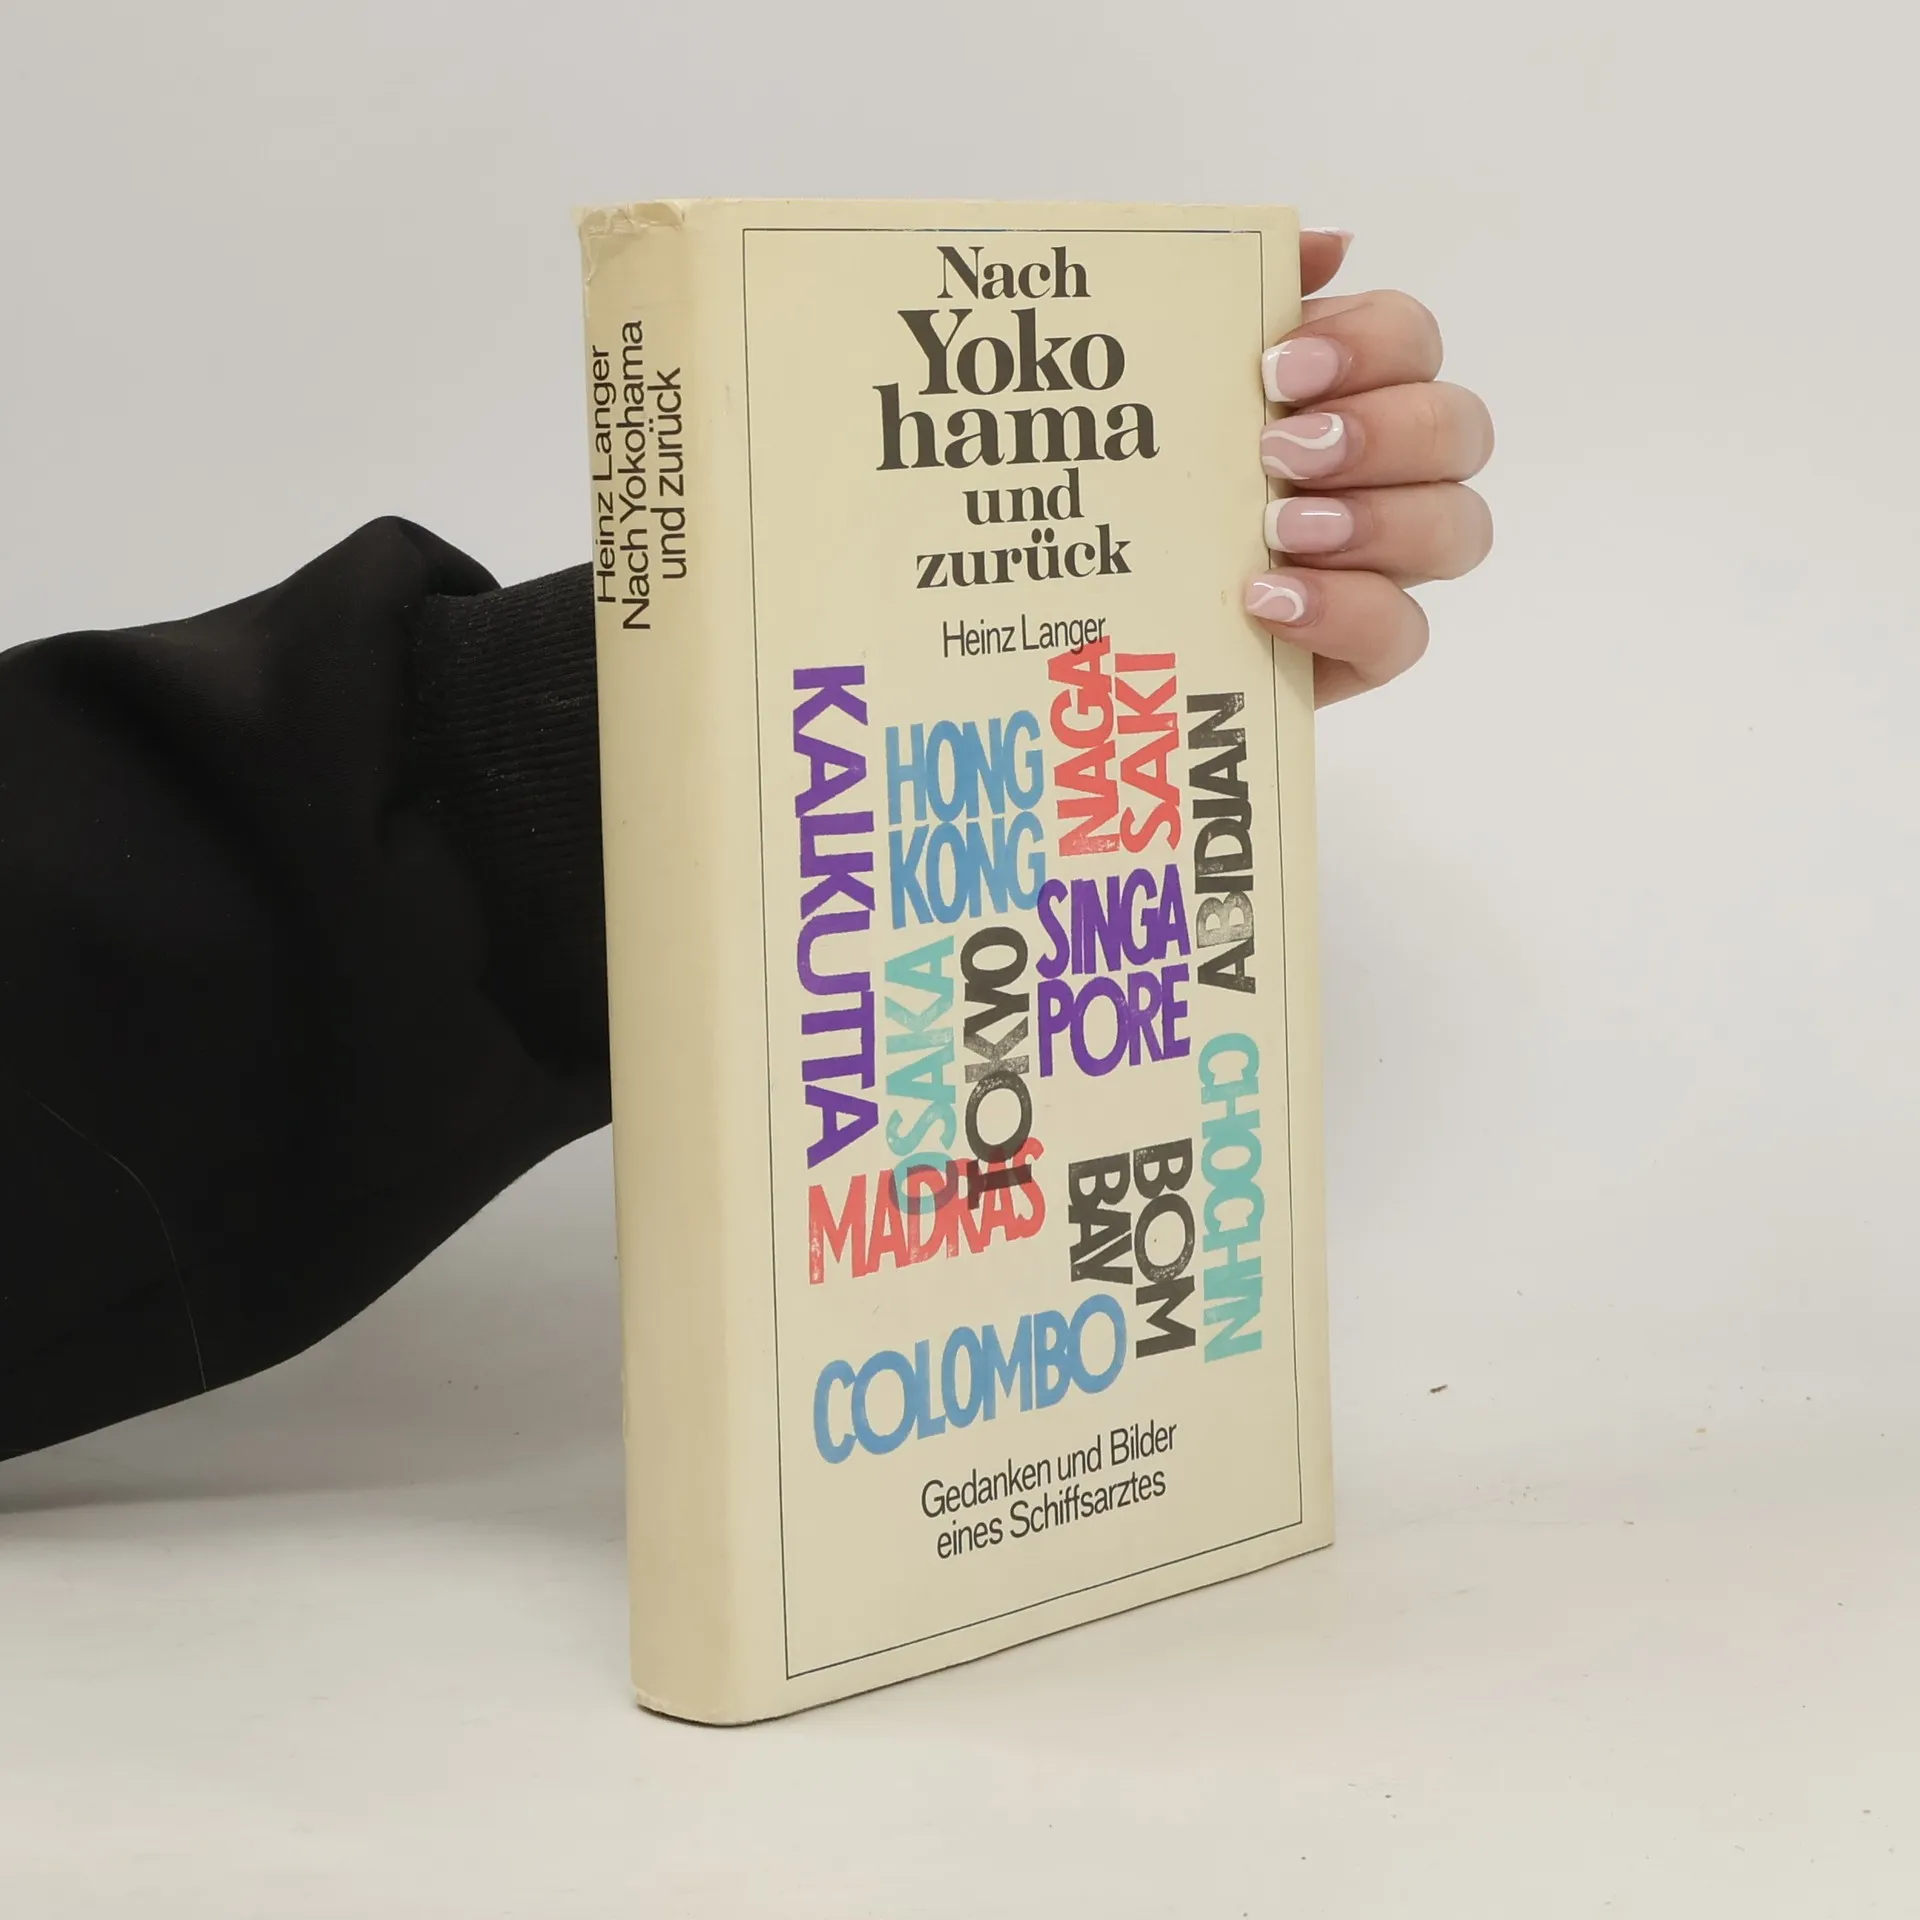 Heinz Langer
Nach Yokohama
und zurück
Nach
Yoko
hama
und
zurück
Heinz Langer
KALKUTTA
HONG
KONG
NAGA
SAKI
ABIDJAN
OSAKA
TOKYO
SINGA
PORE
MADRAS
BOM
BAY
COCHIN
COLOMBO
Gedanken und Bilder
eines Schiffsarztes